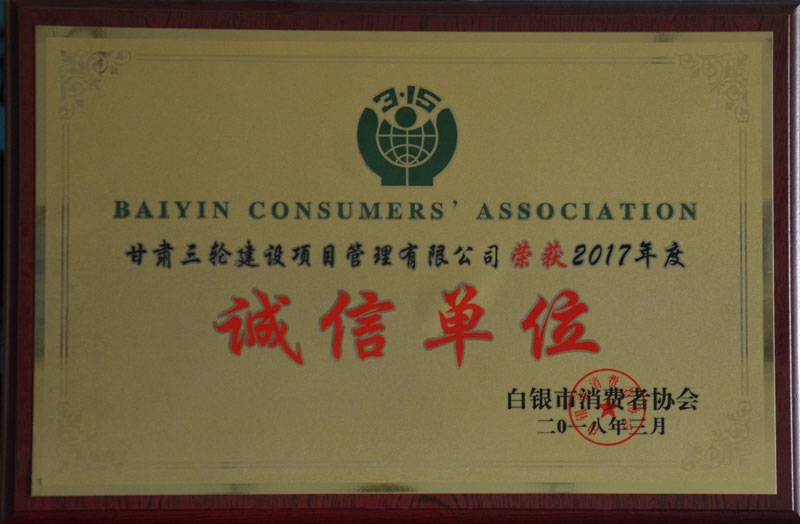 3·15
BAIYIN CONSUMERS' ASSOCIATION
甘肃三轮建设项目管理有限公司荣获2017年度
诚信单位
白银市消费者协会
二0一八年三月